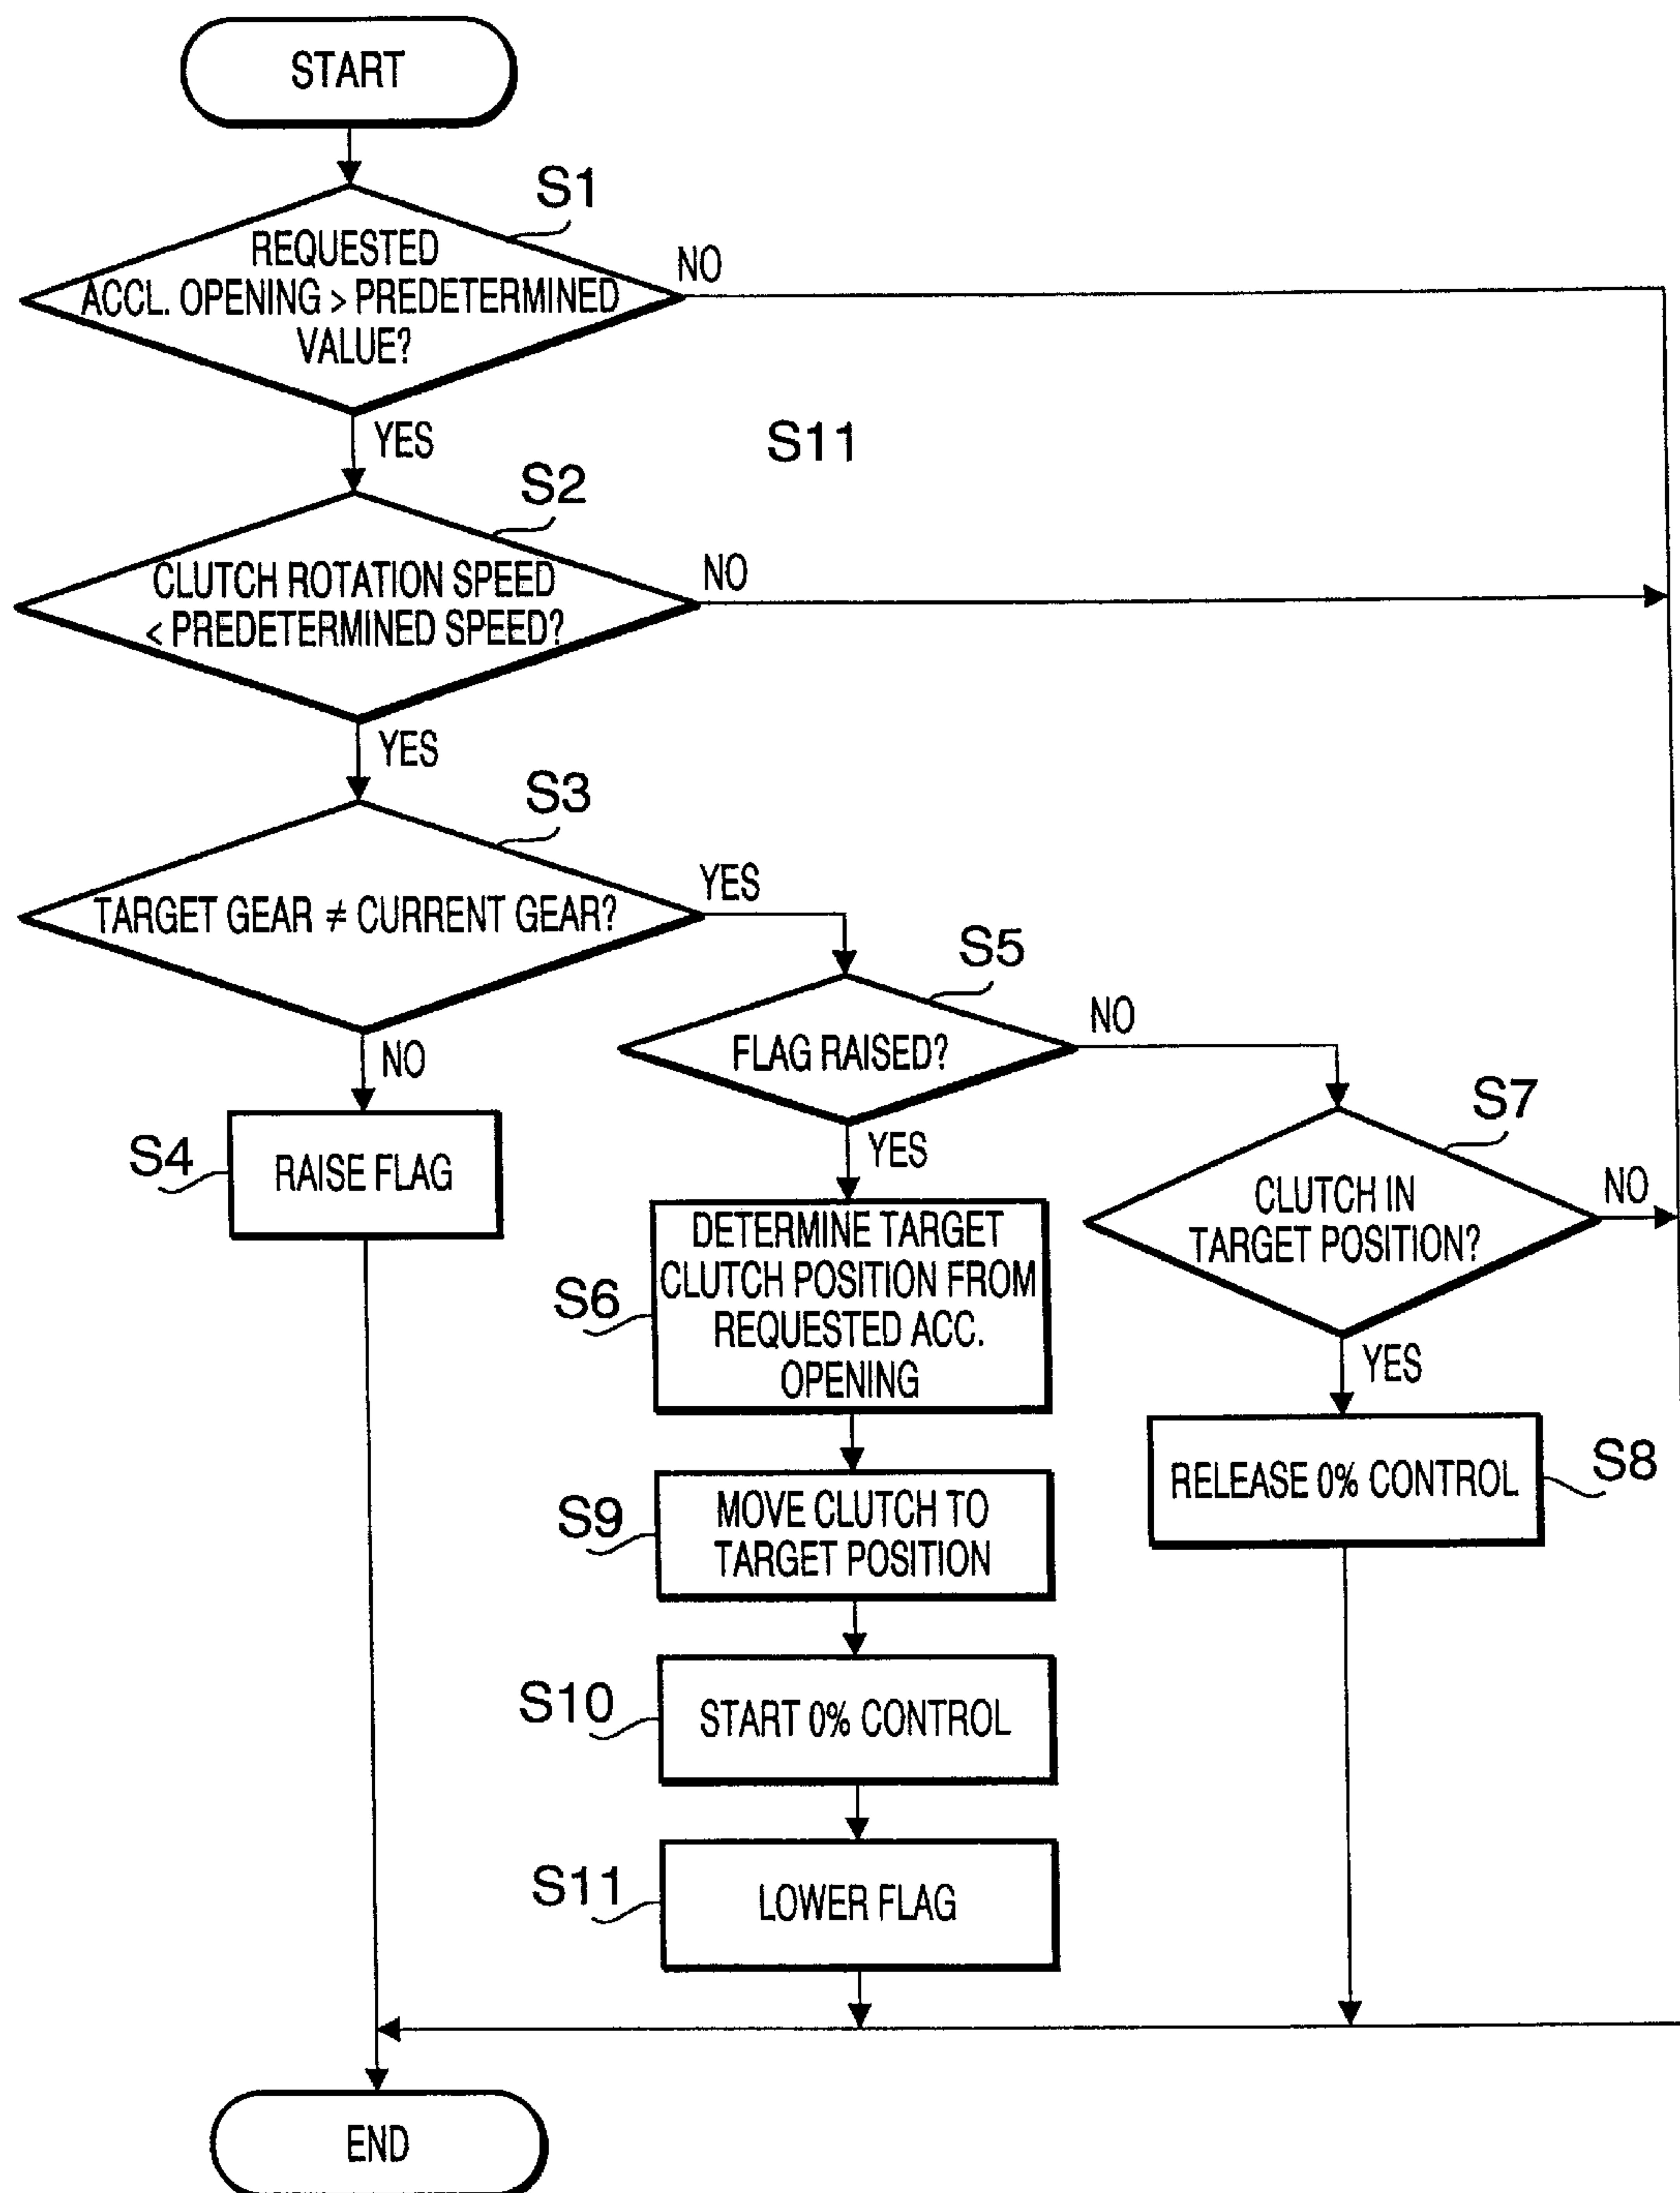 START
S1
REQUESTED
ACCL. OPENING > PREDETERMINED
VALUE?
NO
YES
S11
S2
CLUTCH ROTATION SPEED
< PREDETERMINED SPEED?
NO
YES
S3
TARGET GEAR ≠ CURRENT GEAR?
YES
NO
S4
RAISE FLAG
S5
FLAG RAISED?
NO
YES
S7
CLUTCH IN
TARGET POSITION?
NO
YES
S6
DETERMINE TARGET
CLUTCH POSITION FROM
REQUESTED ACC.
OPENING
S8
RELEASE 0% CONTROL
S9
MOVE CLUTCH TO
TARGET POSITION
S10
START 0% CONTROL
S11
LOWER FLAG
END